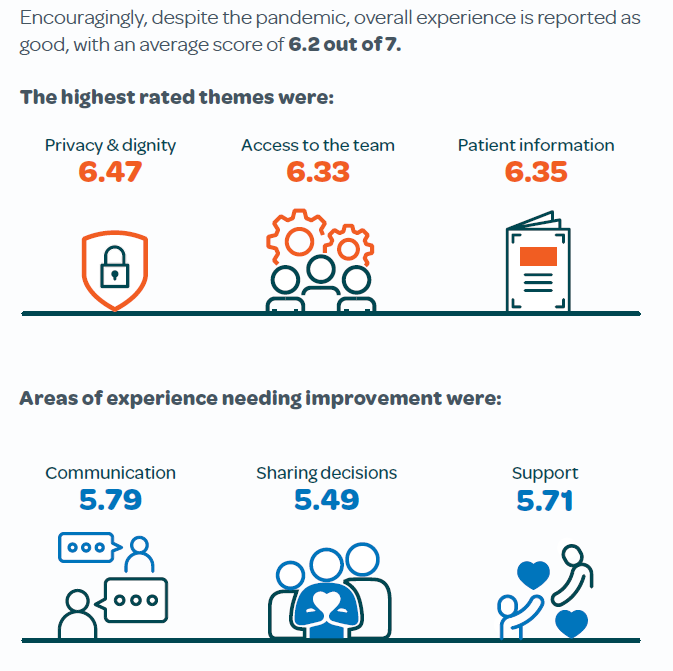 Encouragingly, despite the pandemic, overall experience is reported as
good, with an average score of 6.2 out of 7.
The highest rated themes were:
Privacy & dignity
6.47
Access to the team
6.33
Patient information
6.35
Areas of experience needing improvement were:
Communication
5.79
Sharing decisions
5.49
Support
5.71